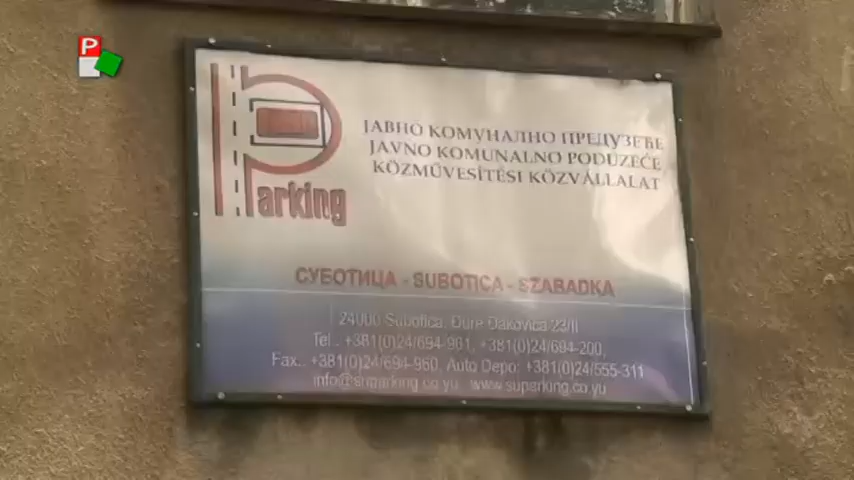 P
Parking
ЈАВНО КОМУНАЛНО ПРЕДУЗЕЋЕ
JAVNO KOMUNALNO PODUZEĆE
KÖZMŰVESÍTÉSI KÖZVÁLLALAT
СУБОТИЦА - SUBOTICA - SZABADKA
24000 Subotica, Đure Đakovića 23/II
Tel.: +381(0)24/694-961, +381(0)24/694-200,
Fax.: +381(0)24/694-960, Auto Depo: +381(0)24/555-311
info@suparking.co.yu www.suparking.co.yu